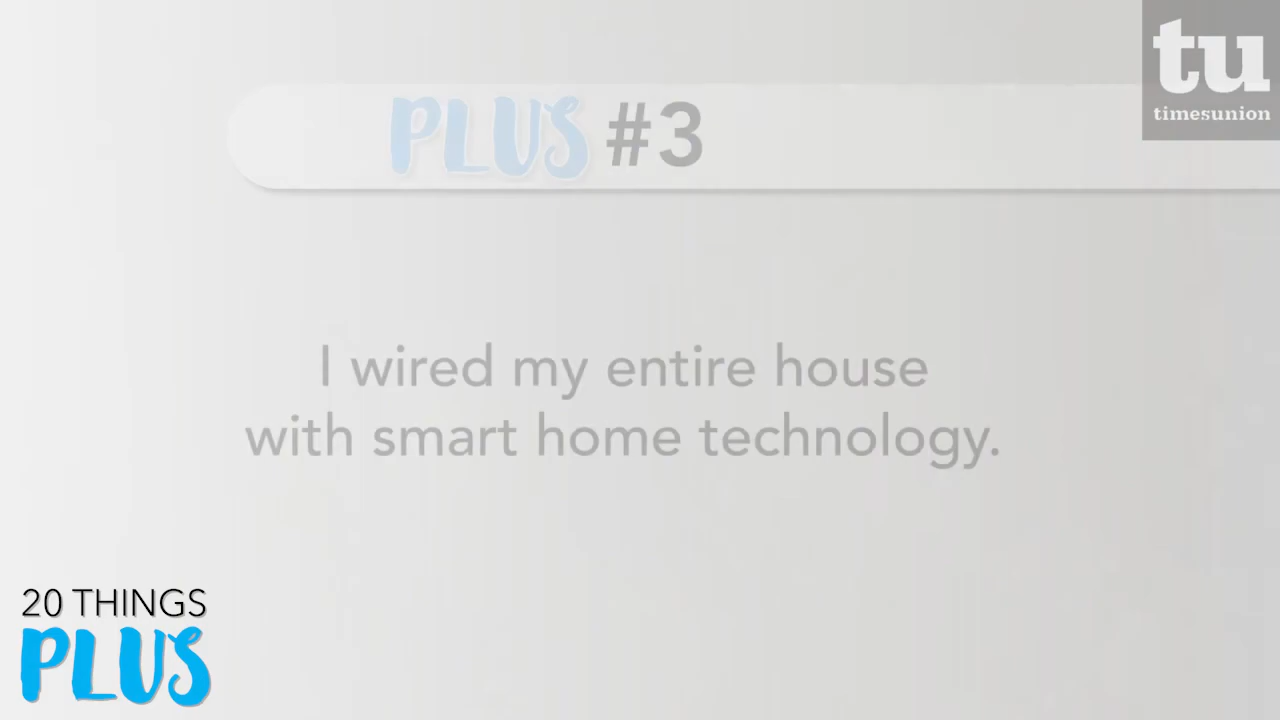 tu
timesunion
PLUS #3
I wired my entire house
with smart home technology.
20 THINGS
PLUS